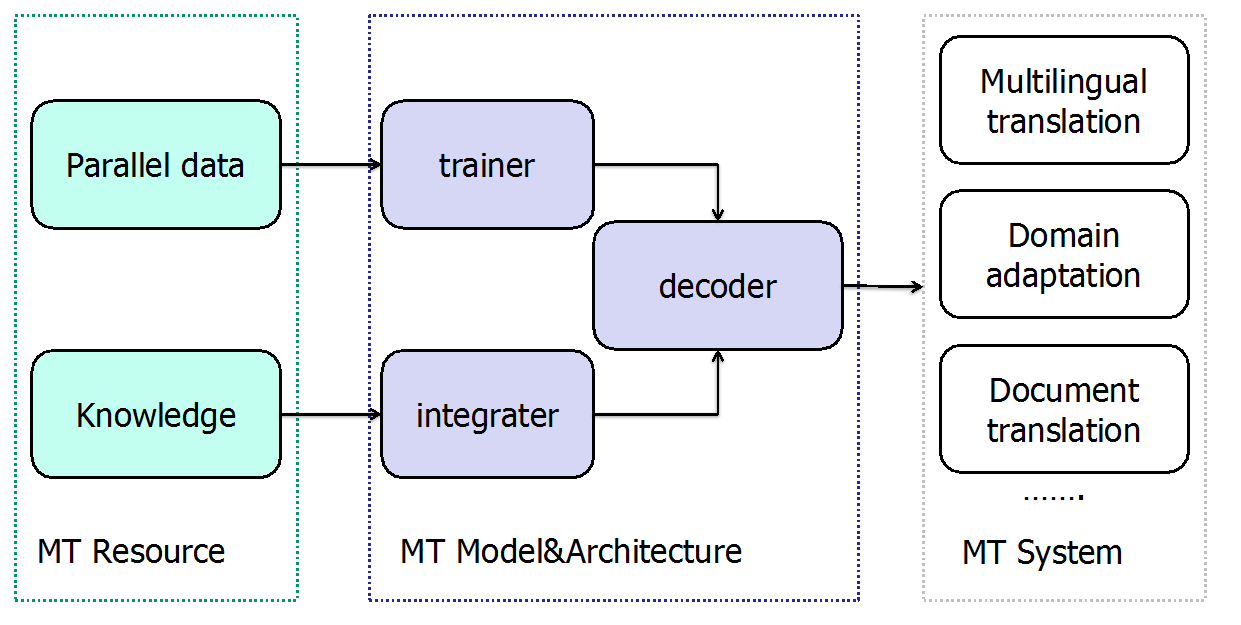 Parallel data
Knowledge
MT Resource
trainer
integrater
decoder
MT Model&Architecture
Multilingual
translation
Domain
adaptation
Document
translation
…….
MT System